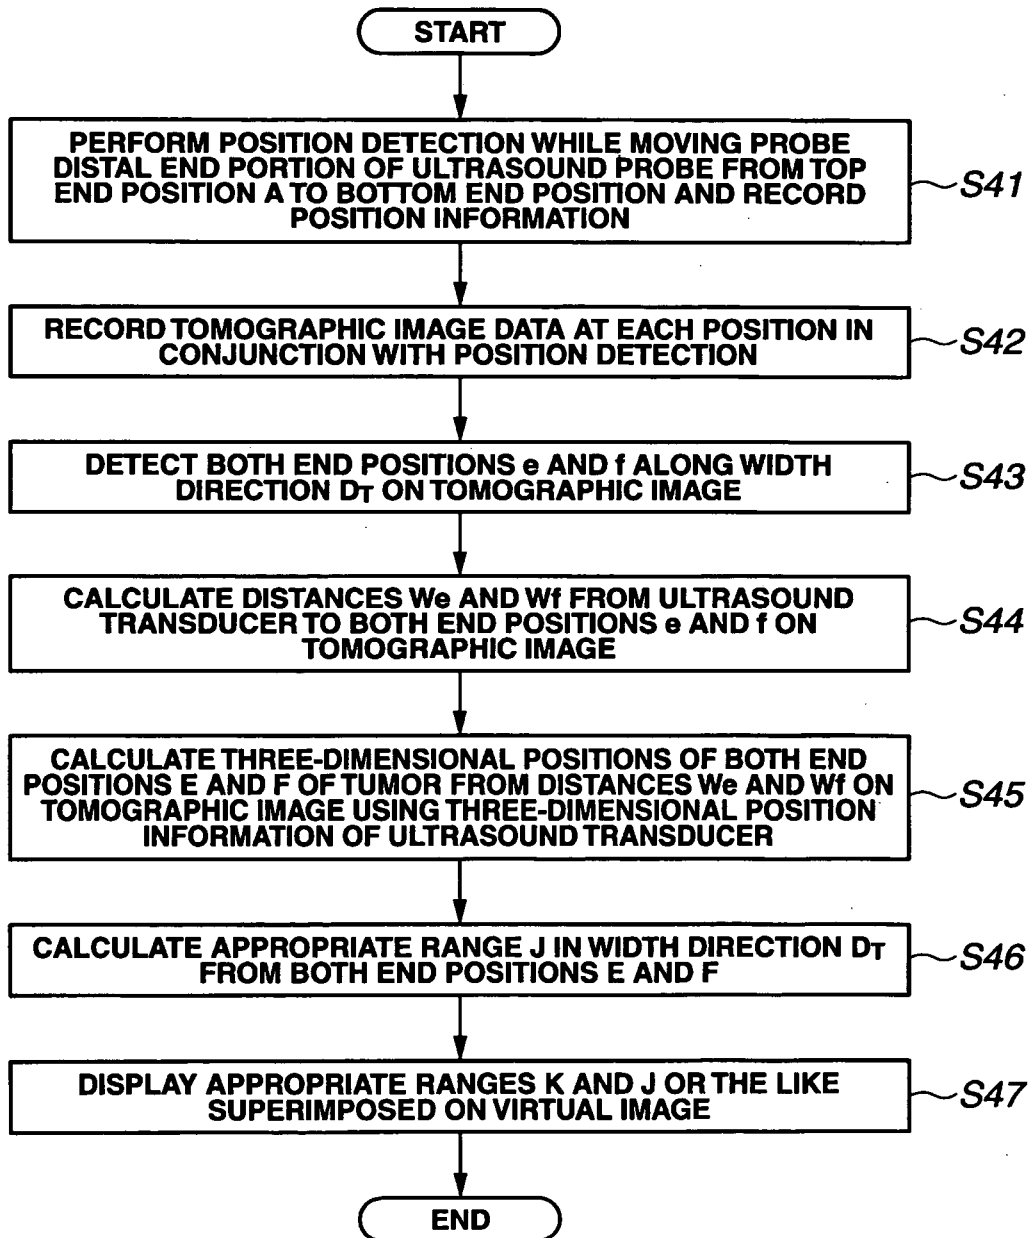 START
PERFORM POSITION DETECTION WHILE MOVING PROBE
DISTAL END PORTION OF ULTRASOUND PROBE FROM TOP
END POSITION A TO BOTTOM END POSITION AND RECORD
POSITION INFORMATION
S41
RECORD TOMOGRAPHIC IMAGE DATA AT EACH POSITION IN
CONJUNCTION WITH POSITION DETECTION
S42
DETECT BOTH END POSITIONS e AND f ALONG WIDTH
DIRECTION DT ON TOMOGRAPHIC IMAGE
S43
CALCULATE DISTANCES We AND Wf FROM ULTRASOUND
TRANSDUCER TO BOTH END POSITIONS e AND f ON
TOMOGRAPHIC IMAGE
S44
CALCULATE THREE-DIMENSIONAL POSITIONS OF BOTH END
POSITIONS E AND F OF TUMOR FROM DISTANCES We AND Wf ON
TOMOGRAPHIC IMAGE USING THREE-DIMENSIONAL POSITION
INFORMATION OF ULTRASOUND TRANSDUCER
S45
CALCULATE APPROPRIATE RANGE J IN WIDTH DIRECTION DT
FROM BOTH END POSITIONS E AND F
S46
DISPLAY APPROPRIATE RANGES K AND J OR THE LIKE
SUPERIMPOSED ON VIRTUAL IMAGE
S47
END